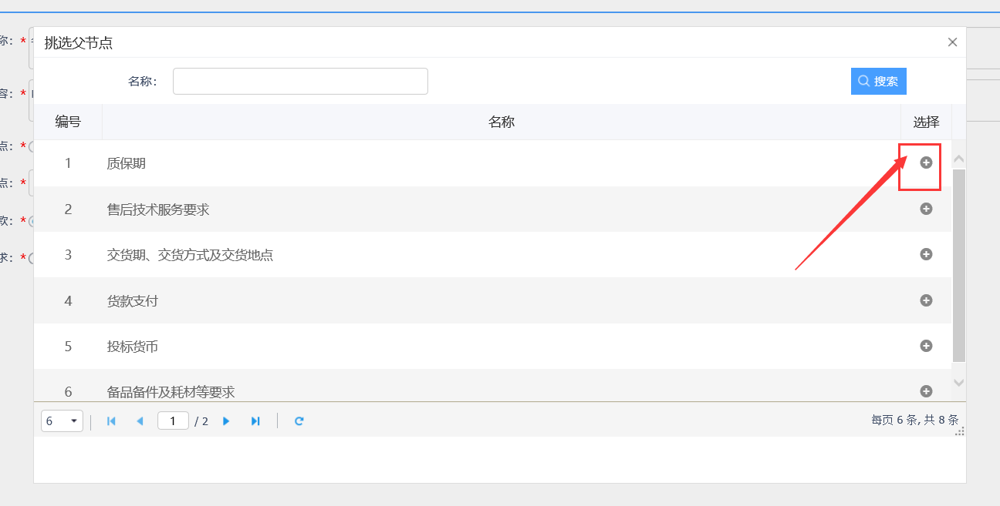 挑选父节点
称: *
名称:
搜索
容: *
编号 名称 选择
点: *
1 质保期
点: *
2 售后技术服务要求
款: *
3 交货期、交货方式及交货地点
求: *
4 货款支付
5 投标货币
6 备品备件及耗材等要求
6 1 / 2 每页 6 条, 共 8 条